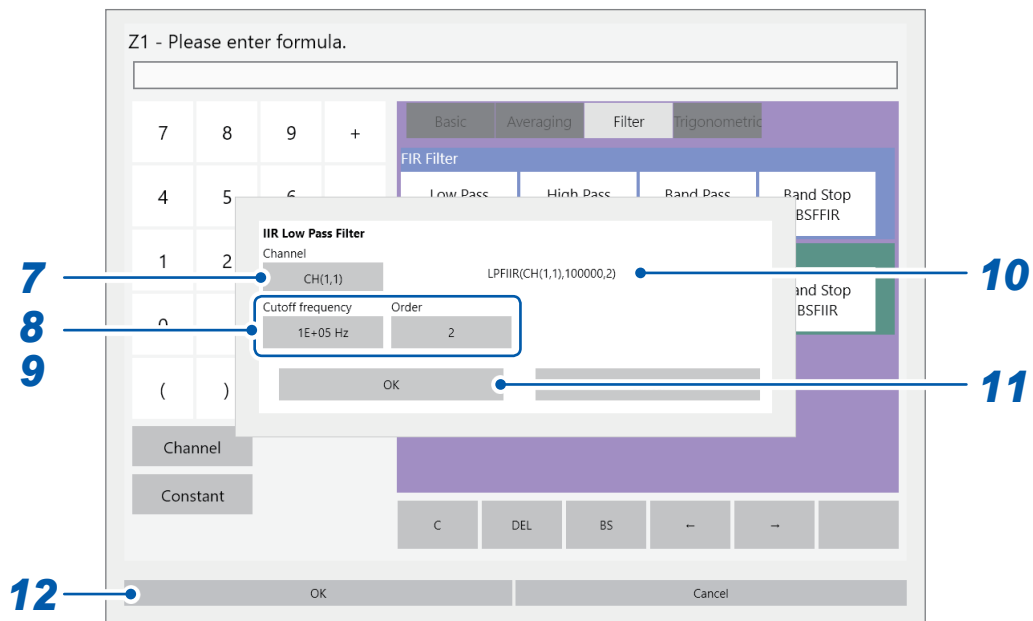 Z1 - Please enter formula.
7 8 9 +
Basic Averaging Filter Trigonometric
FIR Filter
4 5 6
Low Pass High Pass Band Pass Band Stop
BSFFIR
IIR Low Pass Filter
Channel
1 2
7
CH(1,1)
LPFIIR(CH(1,1),100000,2)
10
Band Stop
BSFIIR
Cutoff frequency Order
8
0
1E+05 Hz 2
9
( )
OK
11
Channel
Constant
C DEL BS ← →
12
OK Cancel